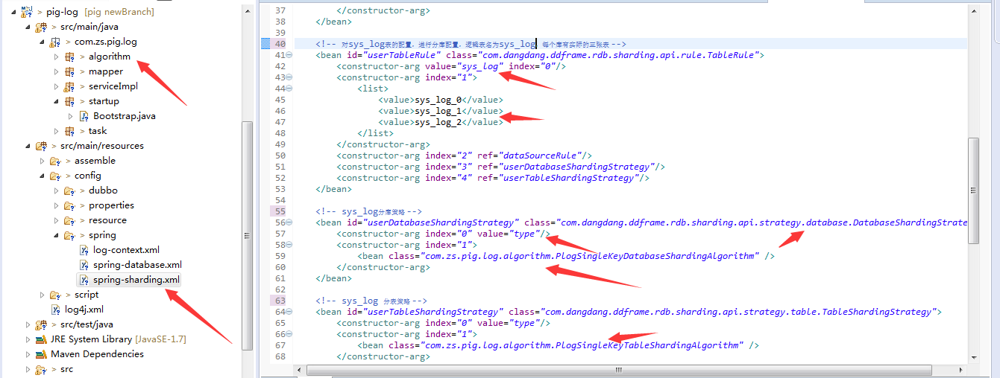 > pig-log [pig newBranch]
> src/main/java
> com.zs.pig.log
> algorithm
> mapper
> serviceImpl
> startup
Bootstrap.java
> task
> src/main/resources
> assemble
> config
> dubbo
> properties
> resource
> spring
log-context.xml
spring-database.xml
spring-sharding.xml
> script
log4j.xml
> src/test/java
JRE System Library [JavaSE-1.7]
Maven Dependencies
> src
37 </constructor-arg>
38 </bean>
39
40 <!-- 对sys_log表的配置，进行分库配置，逻辑表名为sys_log，每个库有实际的三张表 -->
41 <bean id="userTableRule" class="com.dangdang.ddframe.rdb.sharding.api.rule.TableRule">
42 <constructor-arg value="sys_log" index="0"/>
43 <constructor-arg index="1">
44 <list>
45 <value>sys_log_0</value>
46 <value>sys_log_1</value>
47 <value>sys_log_2</value>
48 </list>
49 </constructor-arg>
50 <constructor-arg index="2" ref="dataSourceRule"/>
51 <constructor-arg index="3" ref="userDatabaseShardingStrategy"/>
52 <constructor-arg index="4" ref="userTableShardingStrategy"/>
53 </bean>
54
55 <!-- sys_log分库策略 -->
56 <bean id="userDatabaseShardingStrategy" class="com.dangdang.ddframe.rdb.sharding.api.strategy.database.DatabaseShardingStrate
57 <constructor-arg index="0" value="type"/>
58 <constructor-arg index="1">
59 <bean class="com.zs.pig.log.algorithm.PlogSingleKeyDatabaseShardingAlgorithm" />
60 </constructor-arg>
61 </bean>
62
63 <!-- sys_log 分表策略 -->
64 <bean id="userTableShardingStrategy" class="com.dangdang.ddframe.rdb.sharding.api.strategy.table.TableShardingStrategy">
65 <constructor-arg index="0" value="type"/>
66 <constructor-arg index="1">
67 <bean class="com.zs.pig.log.algorithm.PlogSingleKeyTableShardingAlgorithm" />
68 </constructor-arg>